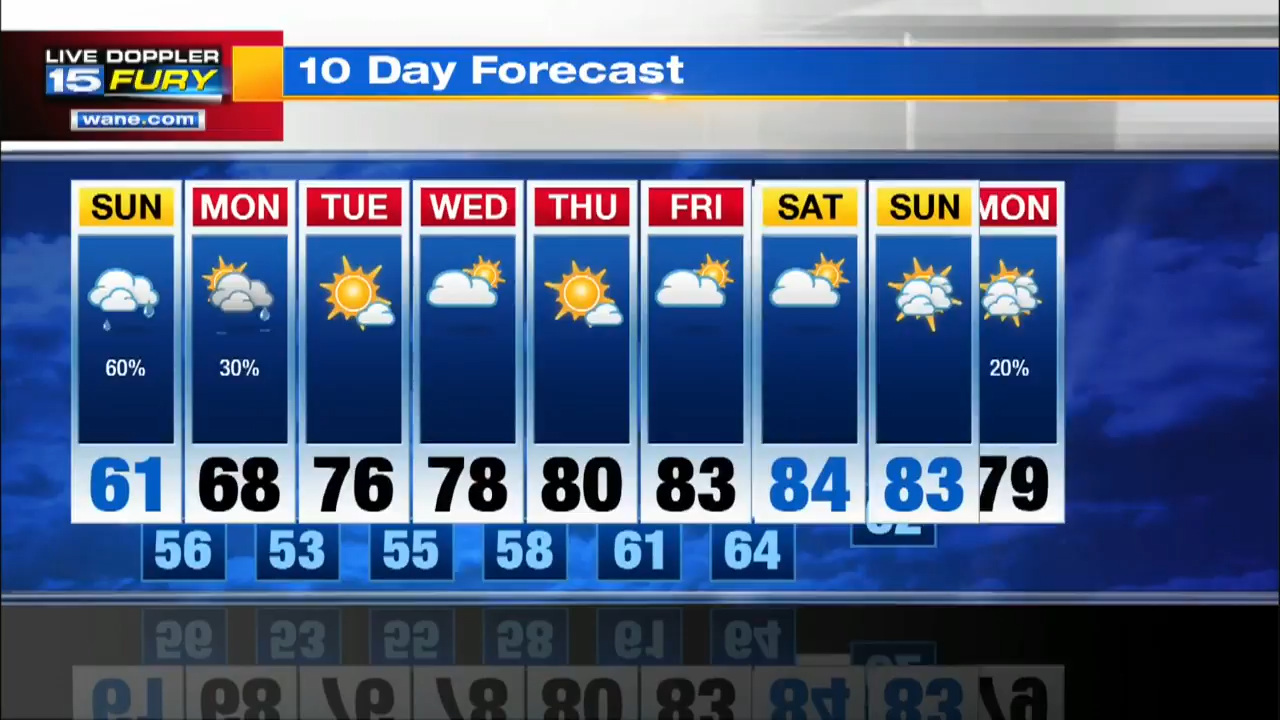 LIVE DOPPLER
15 FURY
wane.com
10 Day Forecast
SUN MON TUE WED THU FRI SAT SUN MON
60% 30% 20%
61 68 76 78 80 83 84 83 79
56 53 55 58 61 64